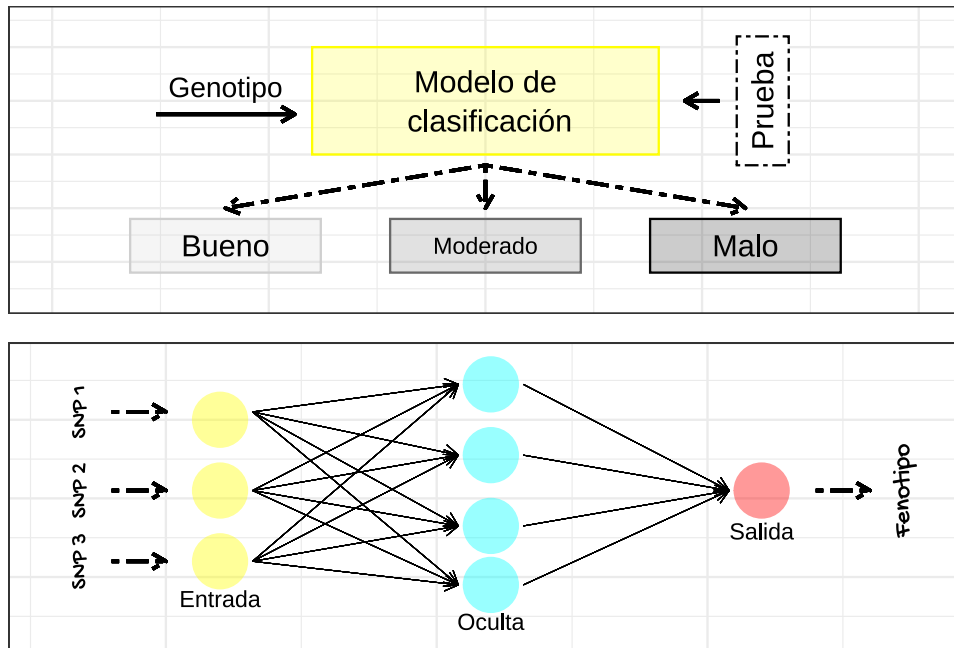 Genotipo
Modelo de
clasificación
Prueba
Bueno
Moderado
Malo
SNP 1
SNP 2
SNP 3
Entrada
Oculta
Salida
Fenotipo